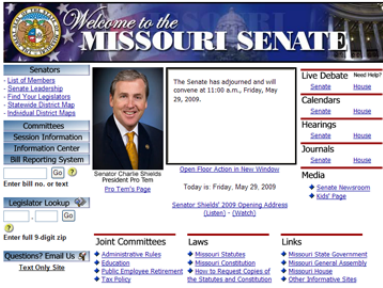 Welcome to the
MISSOURI SENATE
Senators
- List of Members
- Senate Leadership
- Find Your Legislators
- Statewide District Map
- Individual District Maps
Committees
Session Information
Information Center
Bill Reporting System
Go
?
Enter bill no. or text
Legislator Lookup
-
Go
?
Enter full 9-digit zip
Questions? Email Us
Text Only Site
Senator Charlie Shields
President Pro Tem
Pro Tem's Page
The Senate has adjourned and will
convene at 11:00 a.m., Friday, May
29, 2009.
Open Floor Action in New Window
Today is: Friday, May 29, 2009
Senator Shields' 2009 Opening Address
(Listen) - (Watch)
Live Debate Need Help?
Senate House
Calendars
Senate House
Hearings
Senate House
Journals
Senate House
Media
Senate Newsroom
Kids' Page
Joint Committees
Administrative Rules
Education
Public Employee Retirement
Tax Policy
Laws
Missouri Statutes
Missouri Constitution
How to Request Copies of
the Statutes and Constitution
Links
Missouri State Government
Missouri General Assembly
Missouri House
Other Informative Sites